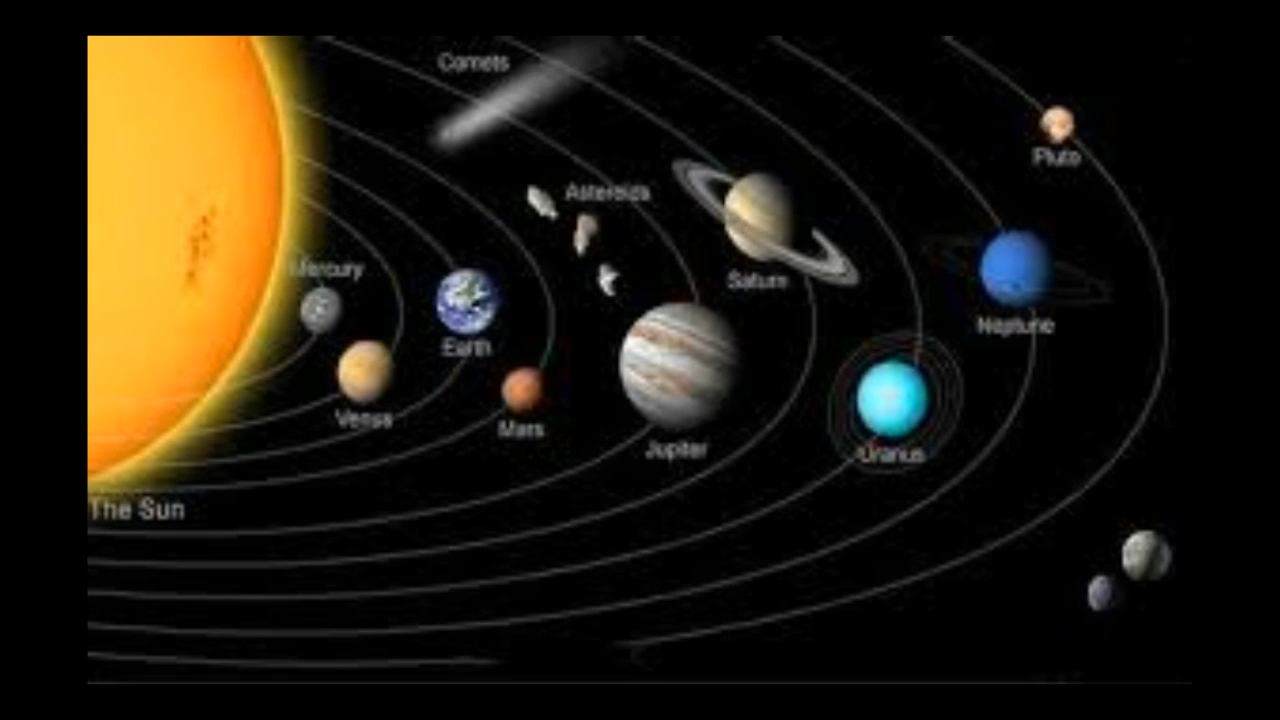 Comets
Pluto
Asteroids
Mercury
Saturn
Neptune
Earth
Venus
Mars
Jupiter
Uranus
The Sun